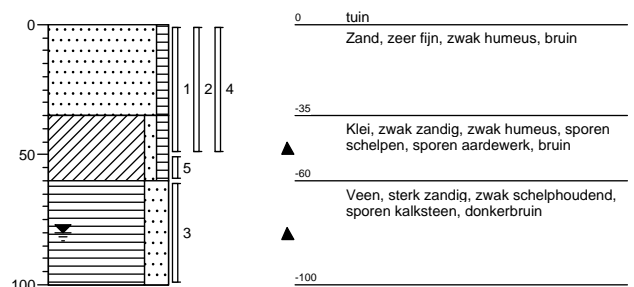 0
50
100
1
2
4
5
3
0 tuin
Zand, zeer fijn, zwak humeus, bruin
-35
Klei, zwak zandig, zwak humeus, sporen
schelpen, sporen aardewerk, bruin
-60
Veen, sterk zandig, zwak schelphoudend,
sporen kalksteen, donkerbruin
-100